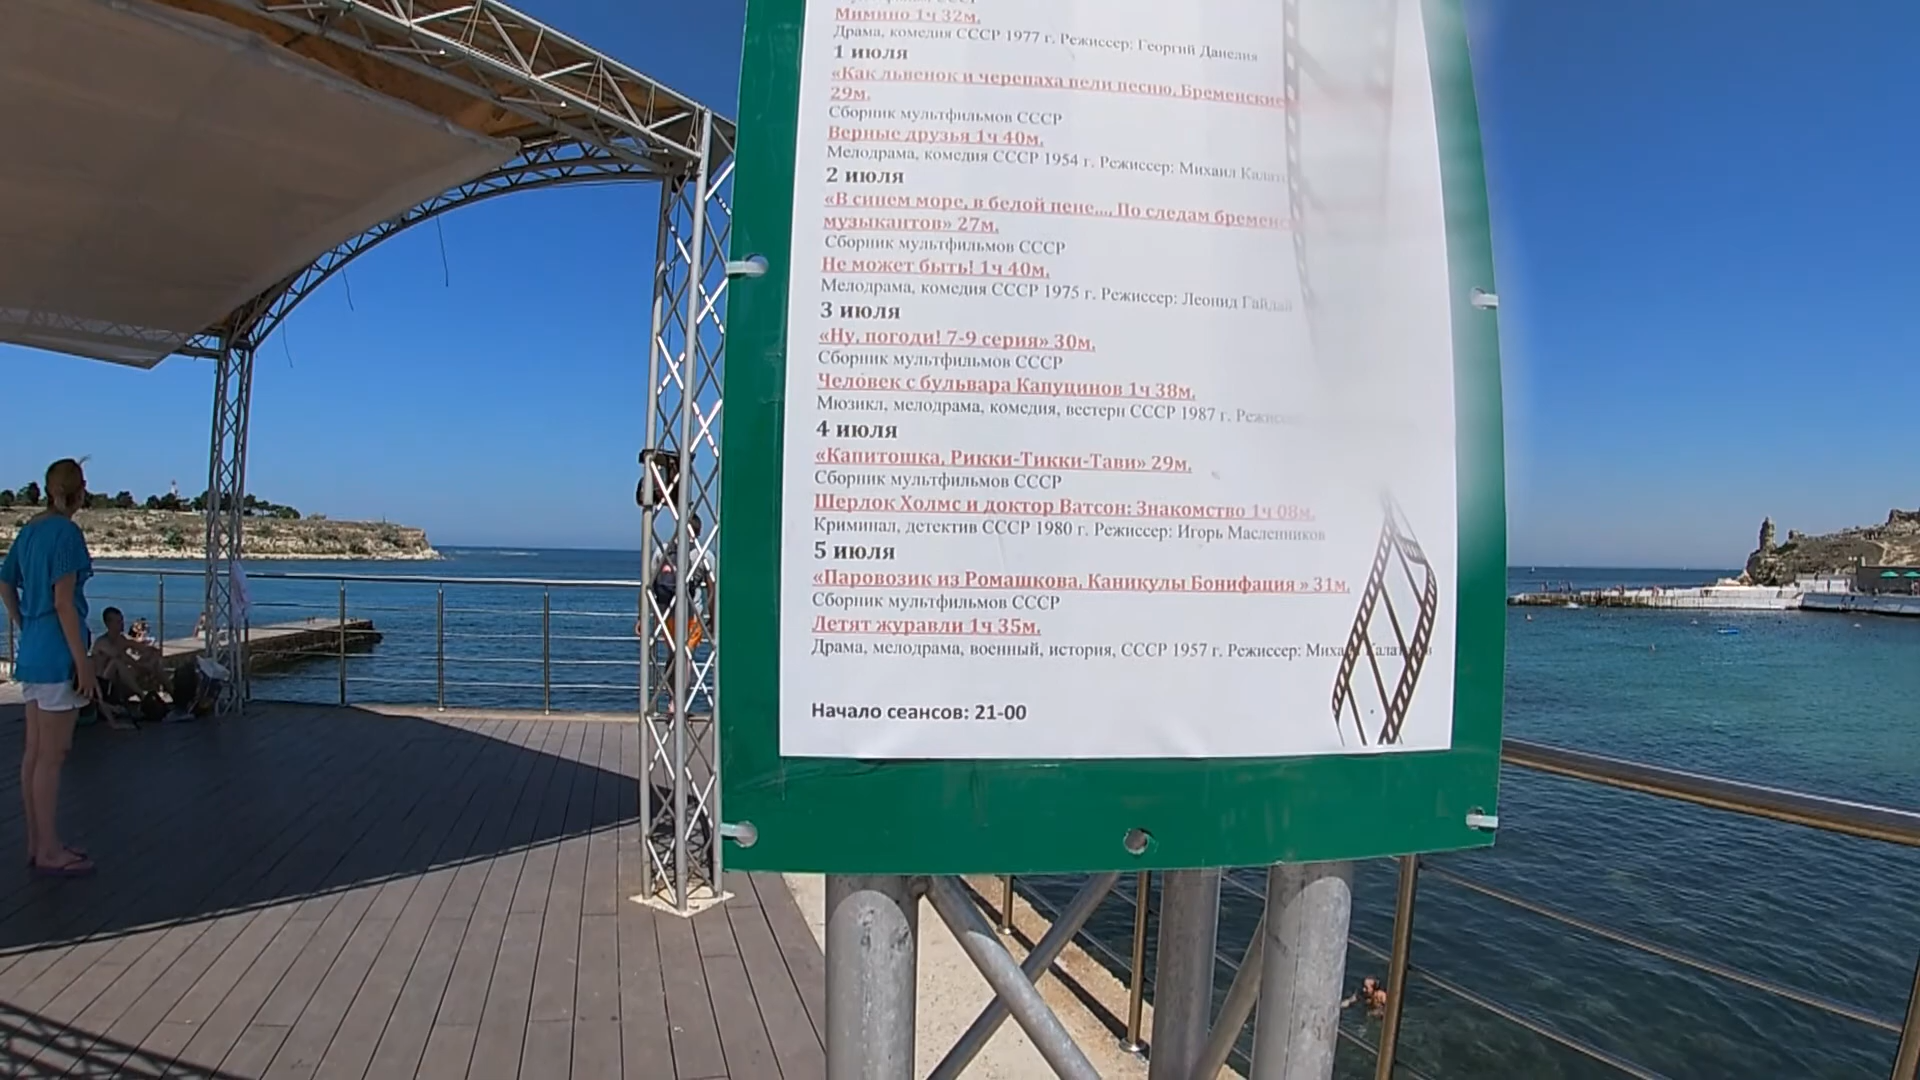 Мимино 1ч 32м.
Драма, комедия СССР 1977 г. Режиссер: Георгий Данелия
1 июля
«Как львенок и черепаха пели песню, Бременские
29м.
Сборник мультфильмов СССР
Верные друзья 1ч 40м.
Мелодрама, комедия СССР 1954 г. Режиссер: Михаил
2 июля
«В синем море, в белой пене..., По следам
музыкантов» 27м.
Сборник мультфильмов СССР
Не может быть! 1ч 40м.
Мелодрама, комедия СССР 1975 г. Режиссер: Леонид Гайдай
3 июля
«Ну, погоди! 7-9 серия» 30м.
Сборник мультфильмов СССР
Человек с бульвара Капуцинов 1ч 38м.
Мюзикл, мелодрама, комедия, вестерн СССР 1987 г.
4 июля
«Капитошка, Рикки-Тикки-Тави» 29м.
Сборник мультфильмов СССР
Шерлок Холмс и доктор Ватсон: Знакомство 1ч 08м.
Криминал, детектив СССР 1980 г. Режиссер: Игорь Масленников
5 июля
«Паровозик из Ромашкова, Каникулы Бонифация » 31м.
Сборник мультфильмов СССР
Летят журавли 1ч 35м.
Драма, мелодрама, военный, история, СССР 1957 г. Режиссер:
Начало сеансов: 21-00